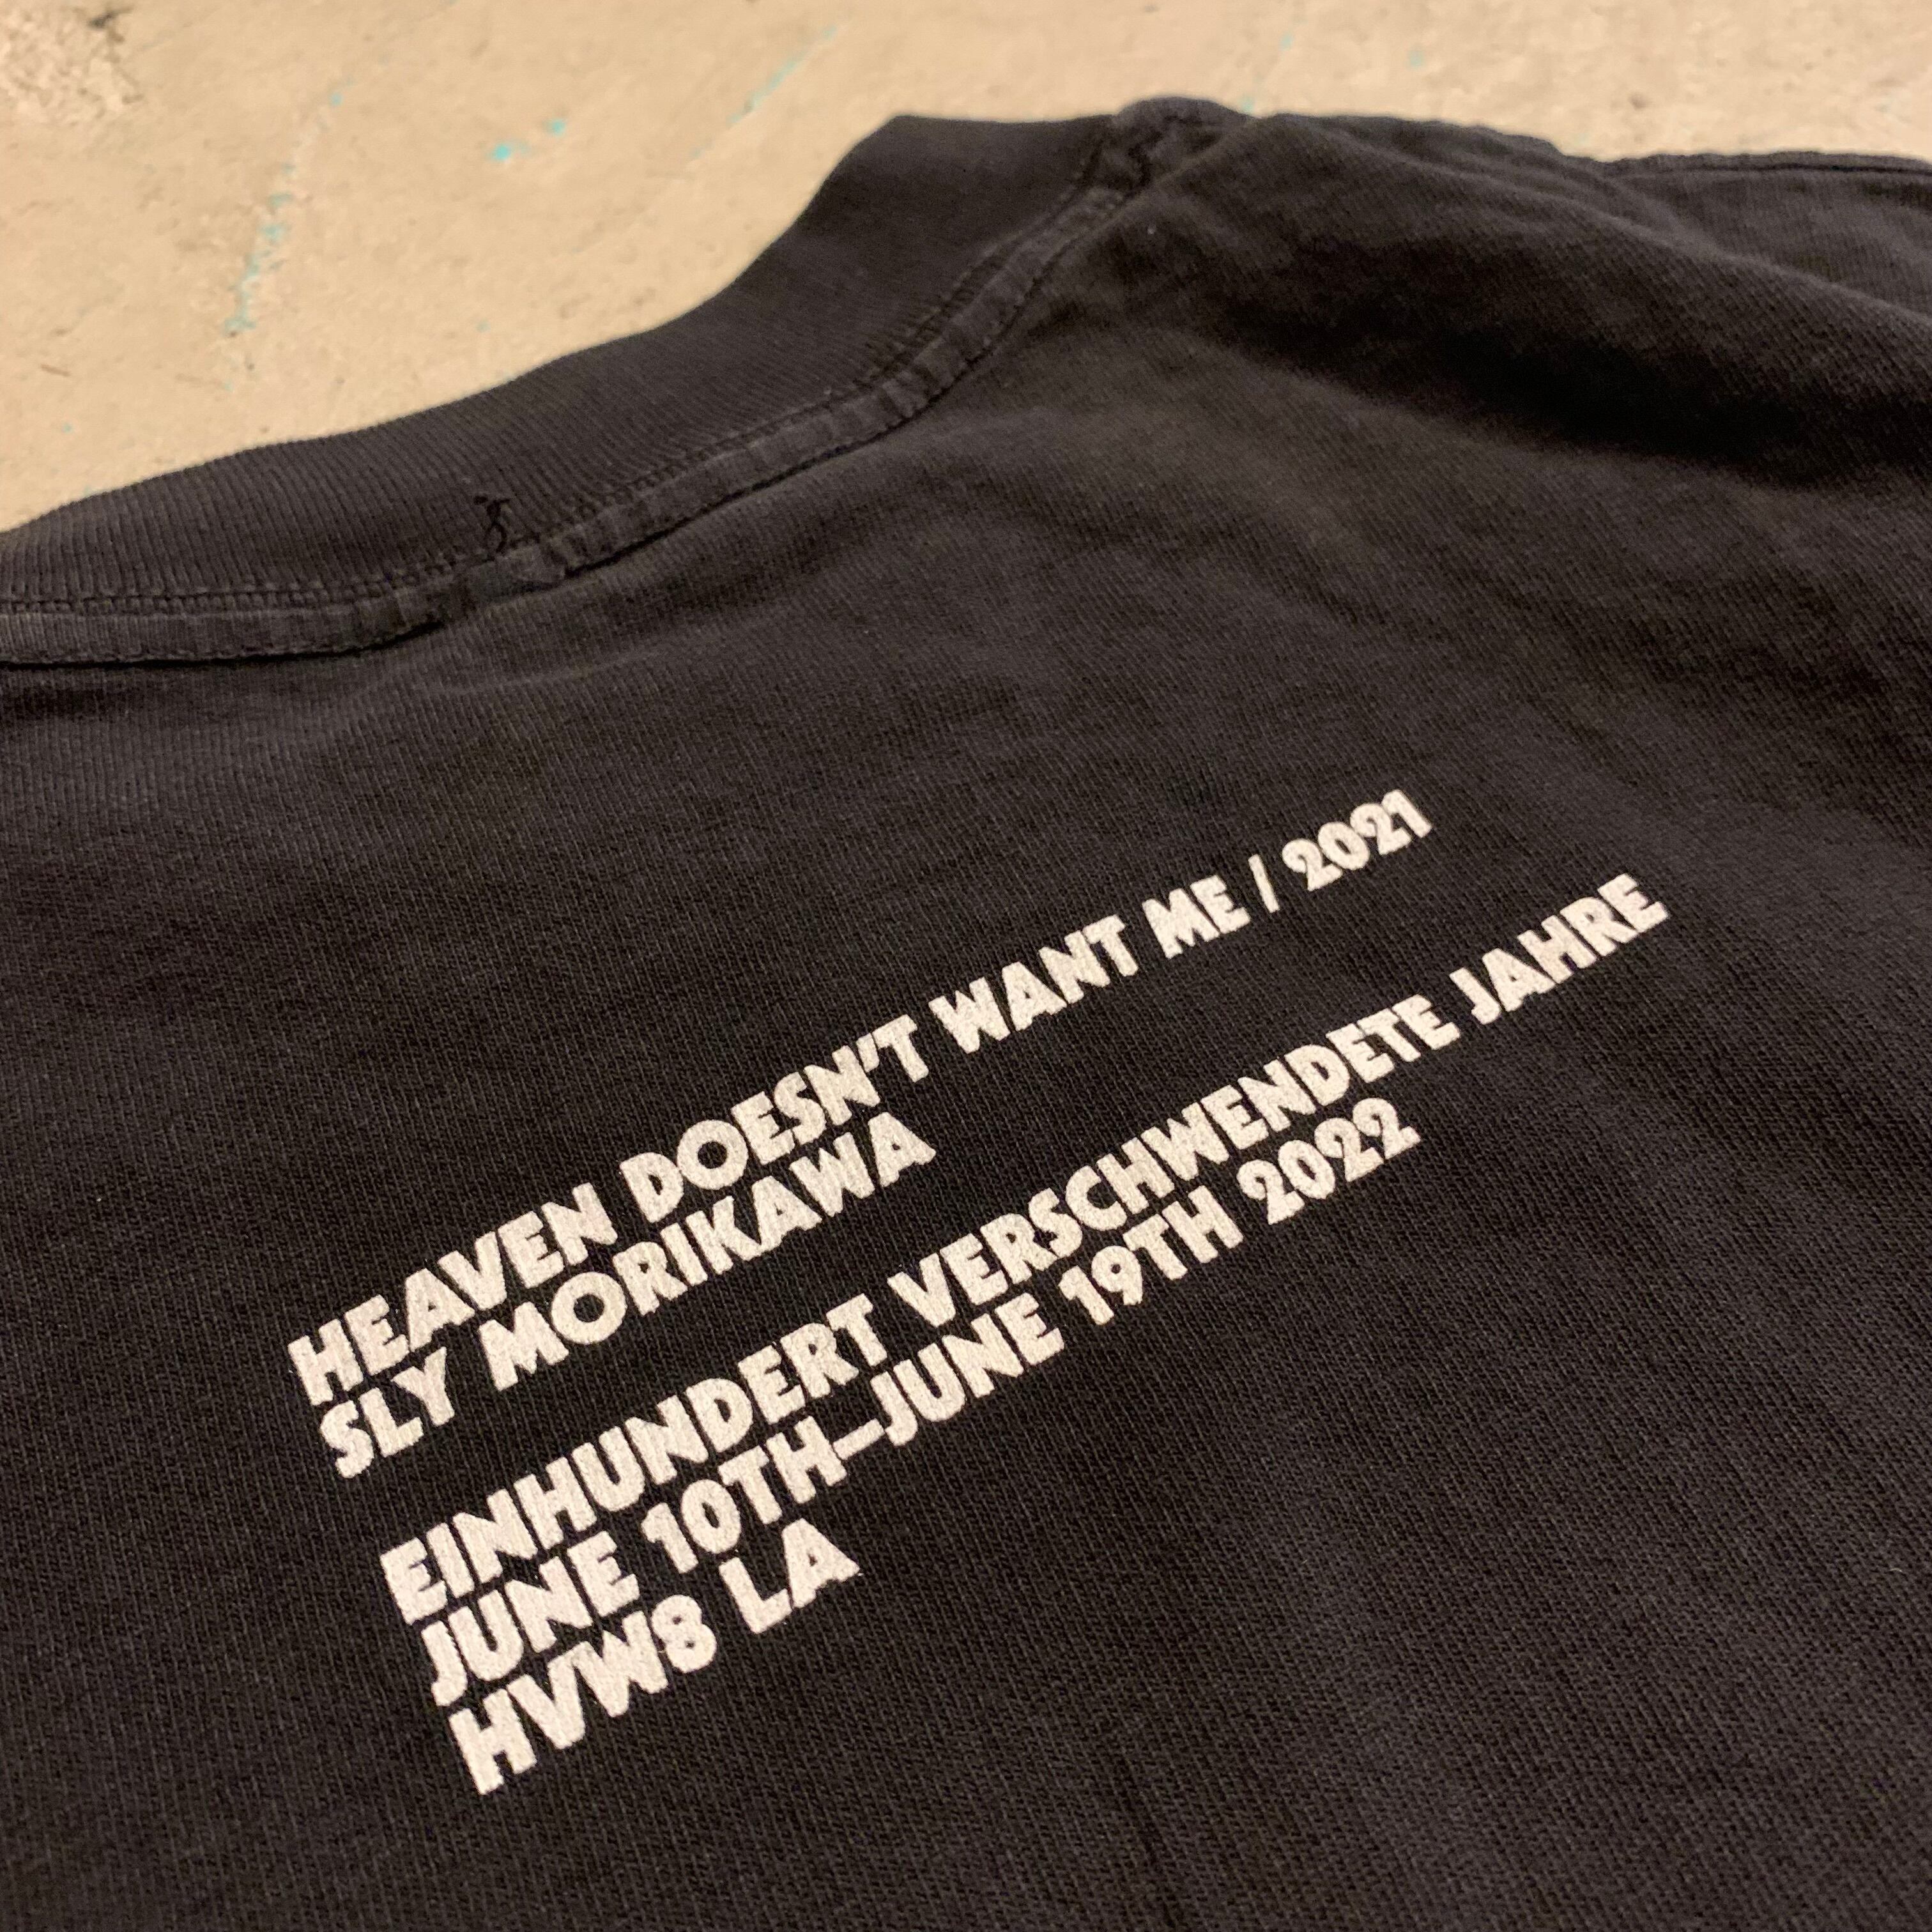 HEAVEN DOESN'T WANT ME / 2021
SLY MORIKAWA
EINHUNDERT VERSCHWENDETE JAHRE
JUNE 10TH—JUNE 19TH 2022
HVW8 LA